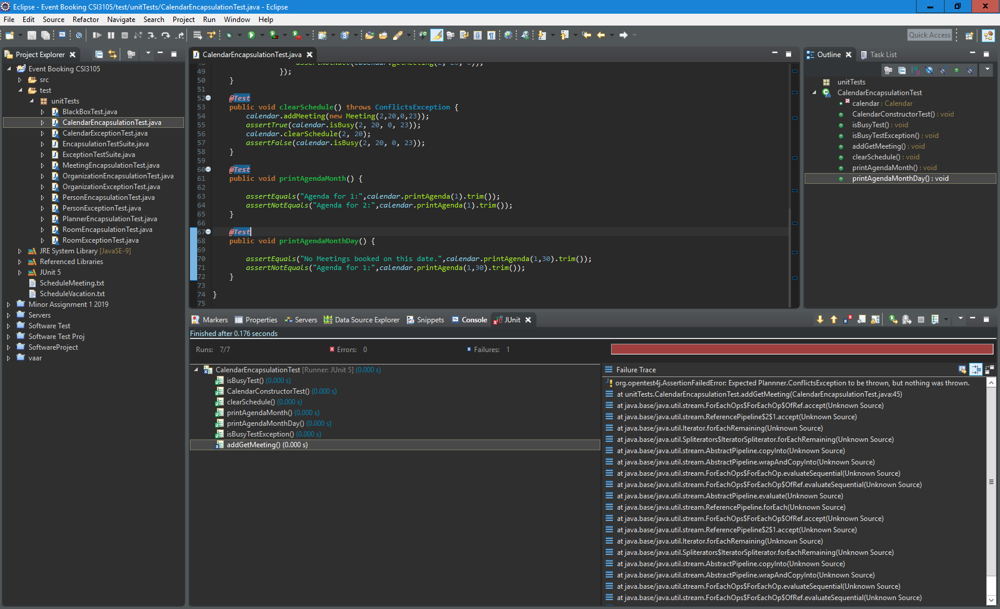 Eclipse - Event Booking CSI3105/test/unitTests/CalendarEncapsulationTest.java - Eclipse
File Edit Source Refactor Navigate Search Project Run Window Help
Quick Access
Project Explorer
Event Booking CSI3105
src
test
unitTests
BlackBoxTest.java
CalendarEncapsulationTest.java
CalendarExceptionTest.java
EncapsulationTestSuite.java
ExceptionTestSuite.java
MeetingEncapsulationTest.java
OrganizationEncapsulationTest.java
OrganizationExceptionTest.java
PersonEncapsulationTest.java
PersonExceptionTest.java
PlannerEncapsulationTest.java
RoomEncapsulationTest.java
RoomExceptionTest.java
JRE System Library [JavaSE-9]
Referenced Libraries
JUnit 5
ScheduleMeeting.txt
ScheduleVacation.txt
Minor Assignment 1 2019
Servers
Software Test
Software Test Proj
SoftwareProject
vaar
CalendarEncapsulationTest.java
49 });
50 }
51
52 @Test
53 public void clearSchedule() throws ConflictsException {
54 calendar.addMeeting(new Meeting(2,20,0,23));
55 assertTrue(calendar.isBusy(2, 20, 0, 23));
56 calendar.clearSchedule(2, 20);
57 assertFalse(calendar.isBusy(2, 20, 0, 23));
58 }
59
60 @Test
61 public void printAgendaMonth() {
62
63 assertEquals("Agenda for 1:",calendar.printAgenda(1).trim());
64 assertNotEquals("Agenda for 2:",calendar.printAgenda(1).trim());
65 }
66
67 @Test
68 public void printAgendaMonthDay() {
69
70 assertEquals("No Meetings booked on this date.",calendar.printAgenda(1,30).trim());
71 assertNotEquals("Agenda for 1:",calendar.printAgenda(1,30).trim());
72 }
73
74 }
75
Outline Task List
unitTests
CalendarEncapsulationTest
calendar : Calendar
CalendarConstructorTest() : void
isBusyTest() : void
isBusyTestException() : void
addGetMeeting() : void
clearSchedule() : void
printAgendaMonth() : void
printAgendaMonthDay() : void
Markers Properties Servers Data Source Explorer Snippets Console JUnit
Finished after 0.176 seconds
Runs: 7/7 Errors: 0 Failures: 1
CalendarEncapsulationTest [Runner: JUnit 5] (0.000 s)
isBusyTest() (0.000 s)
CalendarConstructorTest() (0.000 s)
clearSchedule() (0.000 s)
printAgendaMonth() (0.000 s)
printAgendaMonthDay() (0.000 s)
isBusyTestException() (0.000 s)
addGetMeeting() (0.000 s)
Failure Trace
org.opentest4j.AssertionFailedError: Expected Plannner.ConflictsException to be thrown, but nothing was thrown.
at unitTests.CalendarEncapsulationTest.addGetMeeting(CalendarEncapsulationTest.java:45)
at java.base/java.util.stream.ForEachOps$ForEachOp$OfRef.accept(Unknown Source)
at java.base/java.util.stream.ReferencePipeline$2$1.accept(Unknown Source)
at java.base/java.util.Iterator.forEachRemaining(Unknown Source)
at java.base/java.util.Spliterators$IteratorSpliterator.forEachRemaining(Unknown Source)
at java.base/java.util.stream.AbstractPipeline.copyInto(Unknown Source)
at java.base/java.util.stream.AbstractPipeline.wrapAndCopyInto(Unknown Source)
at java.base/java.util.stream.ForEachOps$ForEachOp.evaluateSequential(Unknown Source)
at java.base/java.util.stream.ForEachOps$ForEachOp$OfRef.evaluateSequential(Unknown Source)
at java.base/java.util.stream.AbstractPipeline.evaluate(Unknown Source)
at java.base/java.util.stream.ReferencePipeline.forEach(Unknown Source)
at java.base/java.util.stream.ForEachOps$ForEachOp$OfRef.accept(Unknown Source)
at java.base/java.util.stream.ReferencePipeline$2$1.accept(Unknown Source)
at java.base/java.util.Iterator.forEachRemaining(Unknown Source)
at java.base/java.util.Spliterators$IteratorSpliterator.forEachRemaining(Unknown Source)
at java.base/java.util.stream.AbstractPipeline.copyInto(Unknown Source)
at java.base/java.util.stream.AbstractPipeline.wrapAndCopyInto(Unknown Source)
at java.base/java.util.stream.ForEachOps$ForEachOp.evaluateSequential(Unknown Source)
at java.base/java.util.stream.ForEachOps$ForEachOp$OfRef.evaluateSequential(Unknown Source)